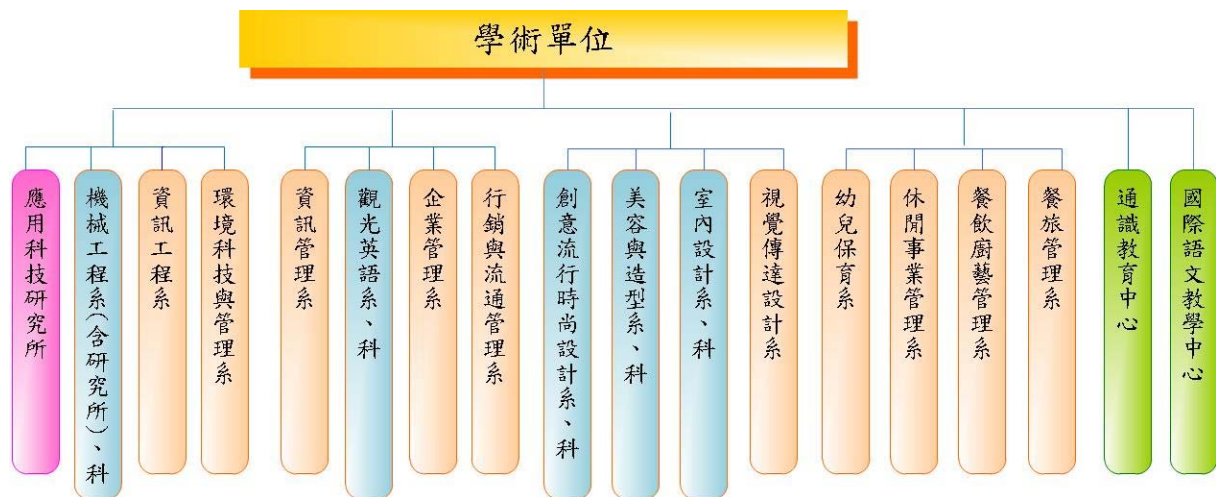 學術單位
應用科技研究所
機械工程系(含研究所)、科
資訊工程系
環境科技與管理系
資訊管理系
觀光英語系、科
企業管理系
行銷與流通管理系
創意流行時尚設計系、科
美容與造型系、科
室內設計系、科
視覺傳達設計系
幼兒保育系
休閒事業管理系
餐飲廚藝管理系
餐旅管理系
通識教育中心
國際語文教學中心